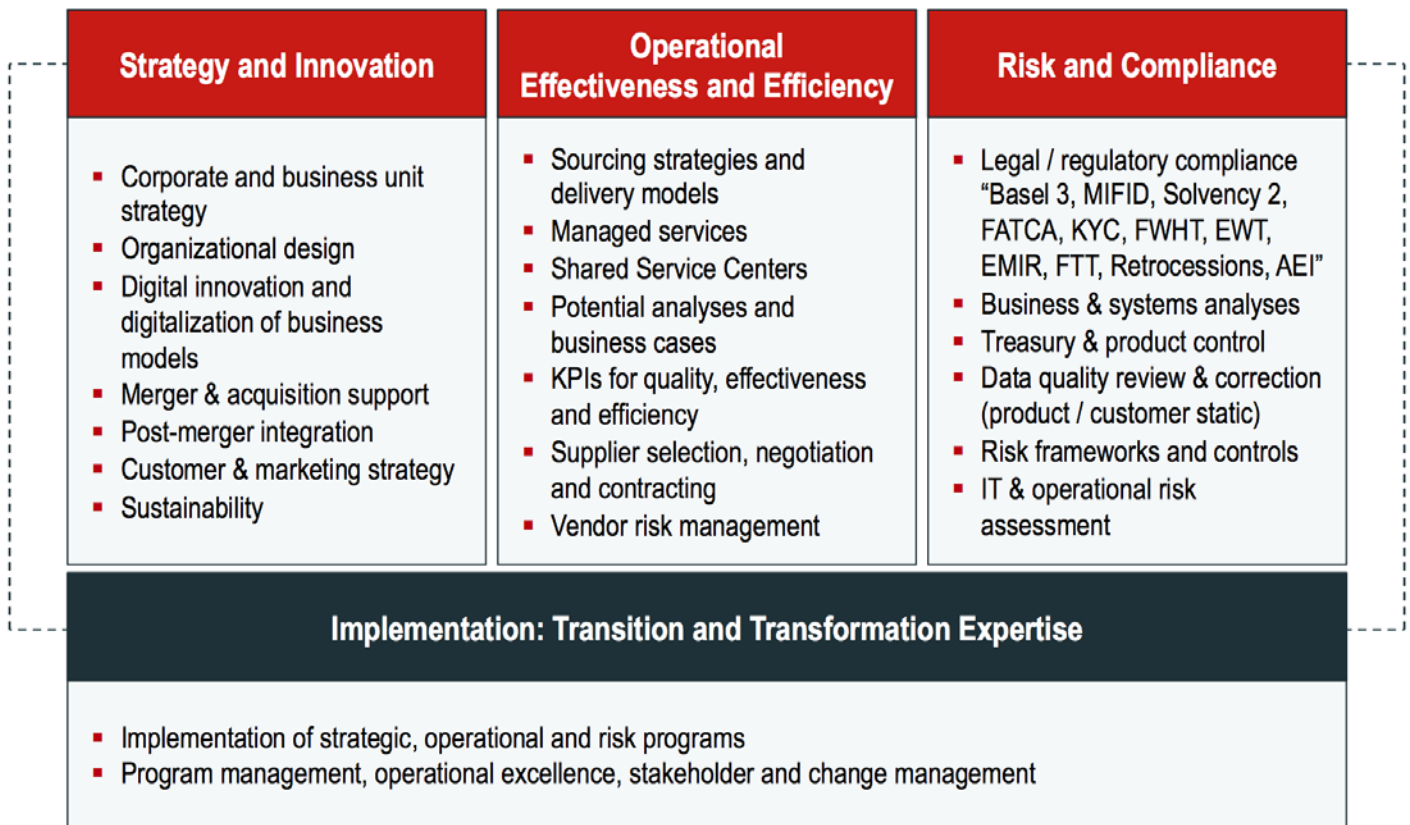 Strategy and Innovation
Corporate and business unit
strategy
Organizational design
Digital innovation and
digitalization of business
models
Merger & acquisition support
Post-merger integration
Customer & marketing strategy
Sustainability
Operational
Effectiveness and Efficiency
Sourcing strategies and
delivery models
Managed services
Shared Service Centers
Potential analyses and
business cases
KPIs for quality, effectiveness
and efficiency
Supplier selection, negotiation
and contracting
Vendor risk management
Risk and Compliance
Legal / regulatory compliance
“Basel 3, MIFID, Solvency 2,
FATCA, KYC, FWHT, EWT,
EMIR, FTT, Retrocessions, AEI”
Business & systems analyses
Treasury & product control
Data quality review & correction
(product / customer static)
Risk frameworks and controls
IT & operational risk
assessment
Implementation: Transition and Transformation Expertise
Implementation of strategic, operational and risk programs
Program management, operational excellence, stakeholder and change management